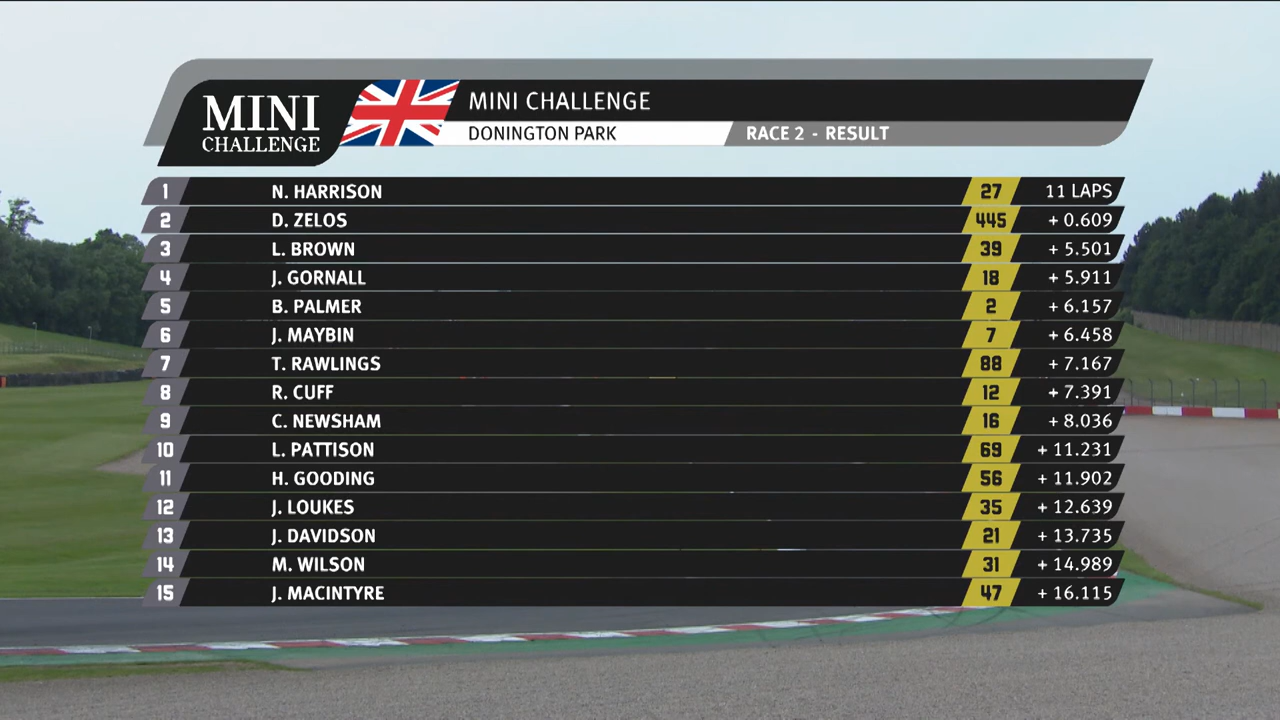 MINI
CHALLENGE
MINI CHALLENGE
DONINGTON PARK RACE 2 - RESULT
1 N. HARRISON 27 11 LAPS
2 D. ZELOS 445 + 0.609
3 L. BROWN 39 + 5.501
4 J. GORNALL 18 + 5.911
5 B. PALMER 2 + 6.157
6 J. MAYBIN 7 + 6.458
7 T. RAWLINGS 88 + 7.167
8 R. CUFF 12 + 7.391
9 C. NEWSHAM 16 + 8.036
10 L. PATTISON 69 + 11.231
11 H. GOODING 56 + 11.902
12 J. LOUKES 35 + 12.639
13 J. DAVIDSON 21 + 13.735
14 M. WILSON 31 + 14.989
15 J. MACINTYRE 47 + 16.115